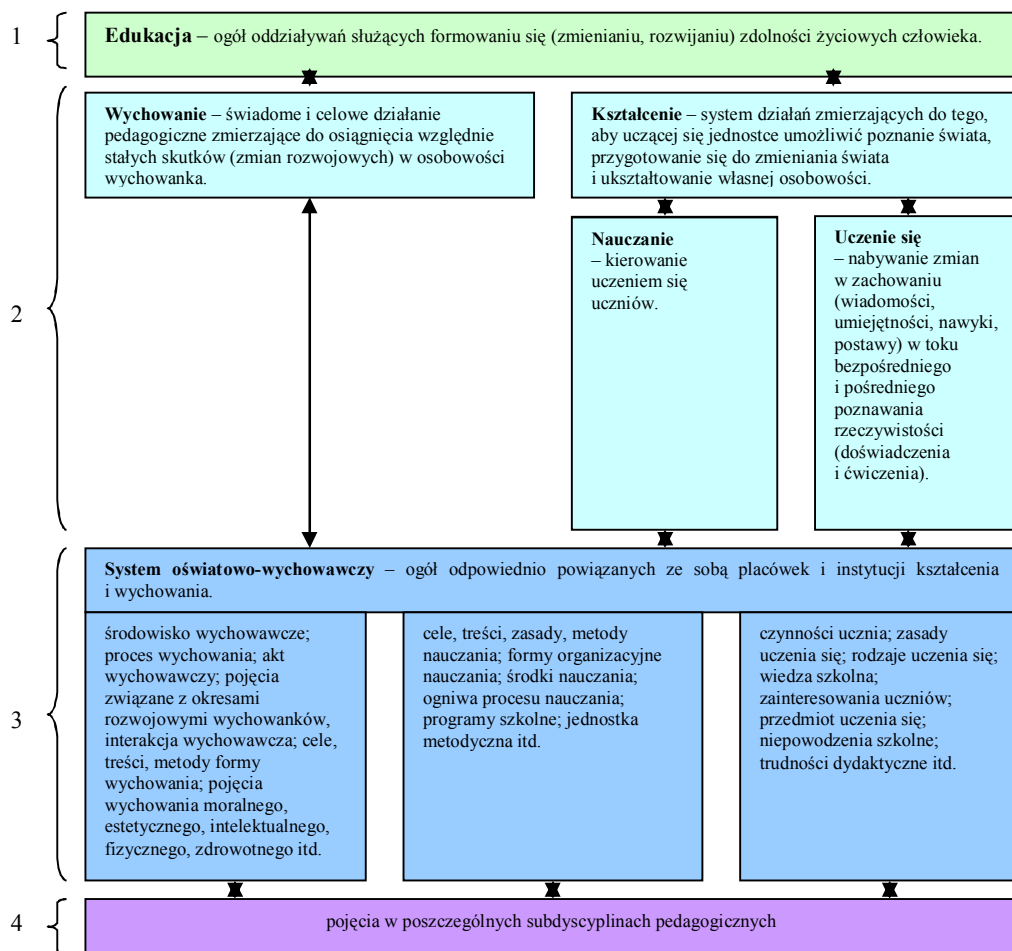 1
Edukacja – ogół oddziaływań służących formowaniu się (zmienianiu, rozwijaniu) zdolności życiowych człowieka.
2
Wychowanie – świadome i celowe działanie
pedagogiczne zmierzające do osiągnięcia względnie
stałych skutków (zmian rozwojowych) w osobowości
wychowanka.
Kształcenie – system działań zmierzających do tego,
aby uczącej się jednostce umożliwić poznanie świata,
przygotowanie się do zmieniania świata
i ukształtowanie własnej osobowości.
Nauczanie
– kierowanie
uczeniem się
uczniów.
Uczenie się
– nabywanie zmian
w zachowaniu
(wiadomości,
umiejętności, nawyki,
postawy) w toku
bezpośredniego
i pośredniego
poznawania
rzeczywistości
(doświadczenia
i ćwiczenia).
3
System oświatowo-wychowawczy – ogół odpowiednio powiązanych ze sobą placówek i instytucji kształcenia
i wychowania.
środowisko wychowawcze;
proces wychowania; akt
wychowawczy; pojęcia
związane z okresami
rozwojowymi wychowanków,
interakcja wychowawcza; cele,
treści, metody formy
wychowania; pojęcia
wychowania moralnego,
estetycznego, intelektualnego,
fizycznego, zdrowotnego itd.
cele, treści, zasady, metody
nauczania; formy organizacyjne
nauczania; środki nauczania;
ogniwa procesu nauczania;
programy szkolne; jednostka
metodyczna itd.
czynności ucznia; zasady
uczenia się; rodzaje uczenia się;
wiedza szkolna;
zainteresowania uczniów;
przedmiot uczenia się;
niepowodzenia szkolne;
trudności dydaktyczne itd.
4
pojęcia w poszczególnych subdyscyplinach pedagogicznych